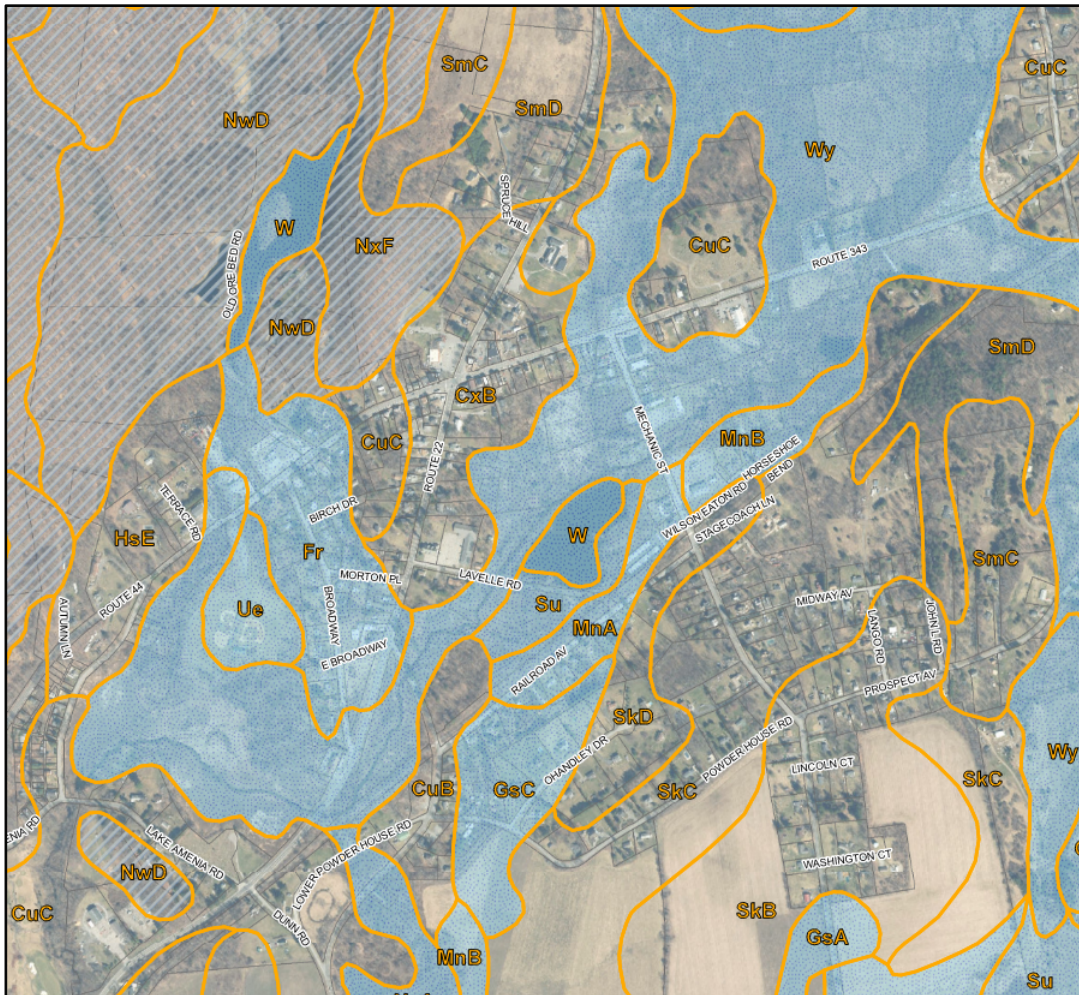 SmC
CuC
NwD
SmD
Wy
SPRUCE HILL
W
NxF
CuC
ROUTE 343
OLD ORE BED RD
NwD
SmD
CxB
MECHANIC ST
MnB
CuC
ROUTE 22
HORSESHOE BEND
WILSON EATON RD
STAGECOACH LN
TERRACE RD
BIRCH DR
HsE
Fr
W
SmC
MORTON PL
LAVELLE RD
ROUTE 44
Ue
BROADWAY
Su
MnA
MIDWAY AV
LANGO RD
JOHN L RD
AUTUMN LN
E BROADWAY
RAILROAD AV
PROSPECT AV
SkD
OHANDLEY DR
POWDER HOUSE RD
Wy
LINCOLN CT
CuB
GsC
SkC
SkC
ENIA RD
LAKE AMENIA RD
LOWER POWDER HOUSE RD
NwD
WASHINGTON CT
CuC
DUNN RD
SkB
GsA
MnB
Su